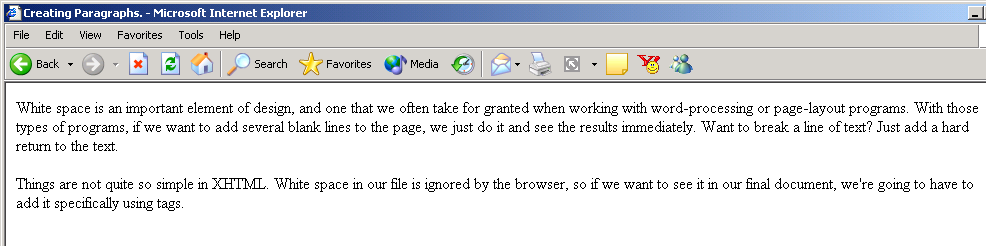 Creating Paragraphs. - Microsoft Internet Explorer
File Edit View Favorites Tools Help
Back Search Favorites Media
White space is an important element of design, and one that we often take for granted when working with word-processing or page-layout programs. With those
types of programs, if we want to add several blank lines to the page, we just do it and see the results immediately. Want to break a line of text? Just add a hard
return to the text.
Things are not quite so simple in XHTML. White space in our file is ignored by the browser, so if we want to see it in our final document, we're going to have to
add it specifically using tags.